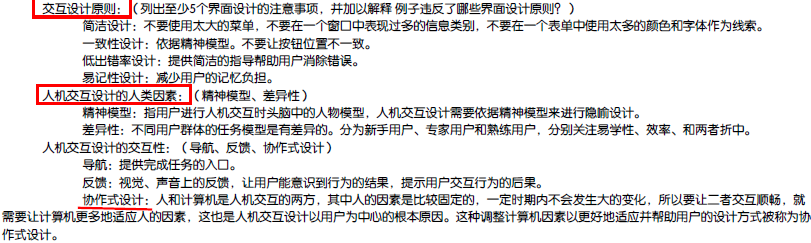 交互设计原则：（列出至少5个界面设计的注意事项，并加以解释 例子违反了哪些界面设计原则？）
简洁设计：不要使用太大的菜单，不要在一个窗口中表现过多的信息类别，不要在一个表单中使用太多的颜色和字体作为线索。
一致性设计：依据精神模型。不要让按钮位置不一致。
低出错率设计：提供简洁的指导帮助用户消除错误。
易记性设计：减少用户的记忆负担。
人机交互设计的人类因素：（精神模型、差异性）
精神模型：指用户进行人机交互时头脑中的人物模型，人机交互设计需要依据精神模型来进行隐喻设计。
差异性：不同用户群体的任务模型是有差异的。分为新手用户、专家用户和熟练用户，分别关注易学性、效率、和两者折中。
人机交互设计的交互性：（导航、反馈、协作式设计）
导航：提供完成任务的入口。
反馈：视觉、声音上的反馈，让用户能意识到行为的结果，提示用户交互行为的后果。
协作式设计：人和计算机是人机交互的两方，其中人的因素是比较固定的，一定时期内不会发生大的变化，所以要让二者交互顺畅，就
需要让计算机更多地适应人的因素，这也是人机交互设计以用户为中心的根本原因。这种调整计算机因素以更好地适应并帮助用户的设计方式被称为协
作式设计。